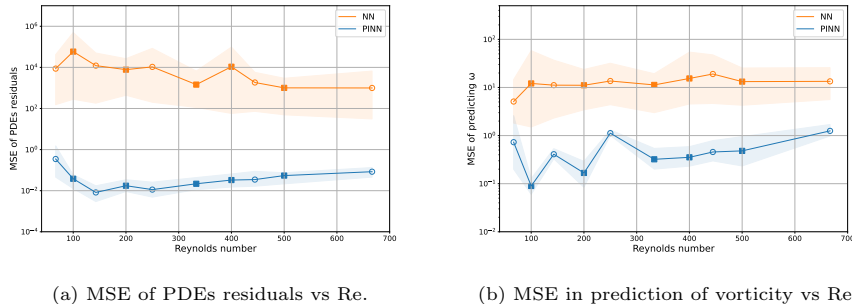 NN
PINN
MSE of PDEs residuals
10⁶
10⁴
10²
10⁰
10⁻²
10⁻⁴
100 200 300 400 500 600 700
Reynolds number
(a) MSE of PDEs residuals vs Re.
NN
PINN
MSE of predicting ω
10²
10¹
10⁰
10⁻¹
10⁻²
100 200 300 400 500 600 700
Reynolds number
(b) MSE in prediction of vorticity vs Re